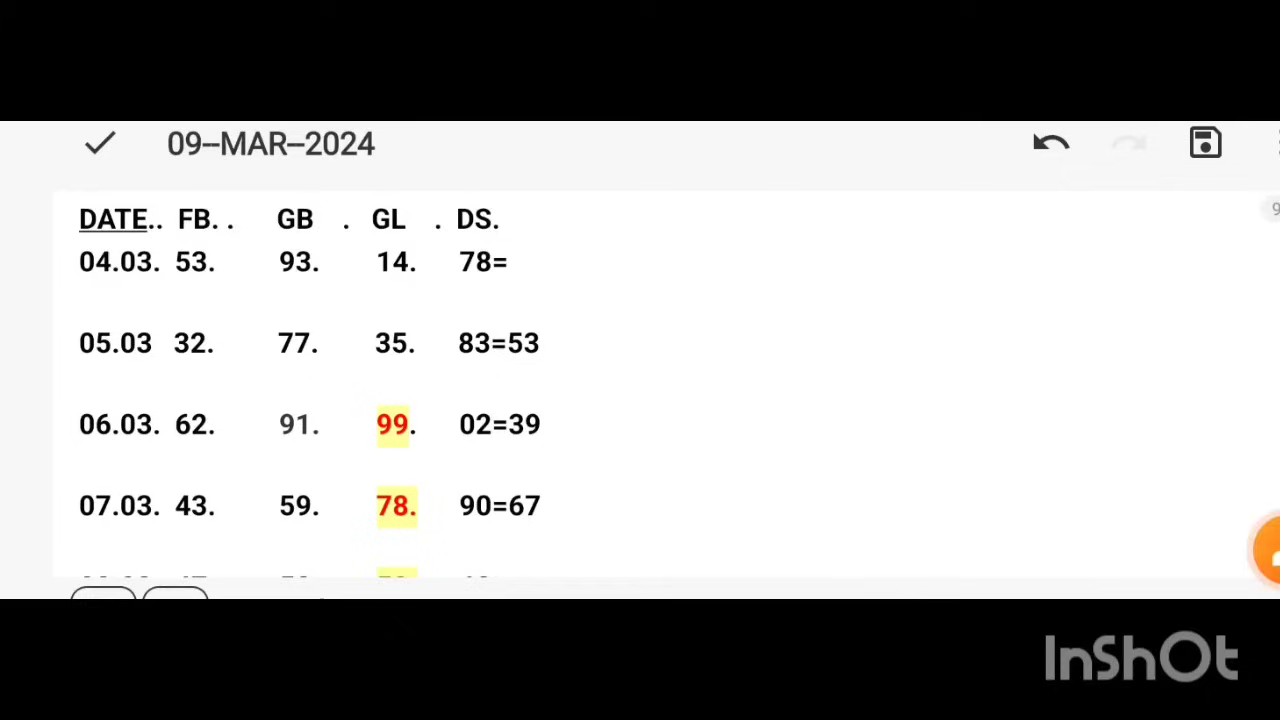 09–MAR–2024
DATE.. FB. . GB . GL . DS.
04.03. 53. 93. 14. 78=
05.03 32. 77. 35. 83=53
06.03. 62. 91. 99. 02=39
07.03. 43. 59. 78. 90=67
InShOt